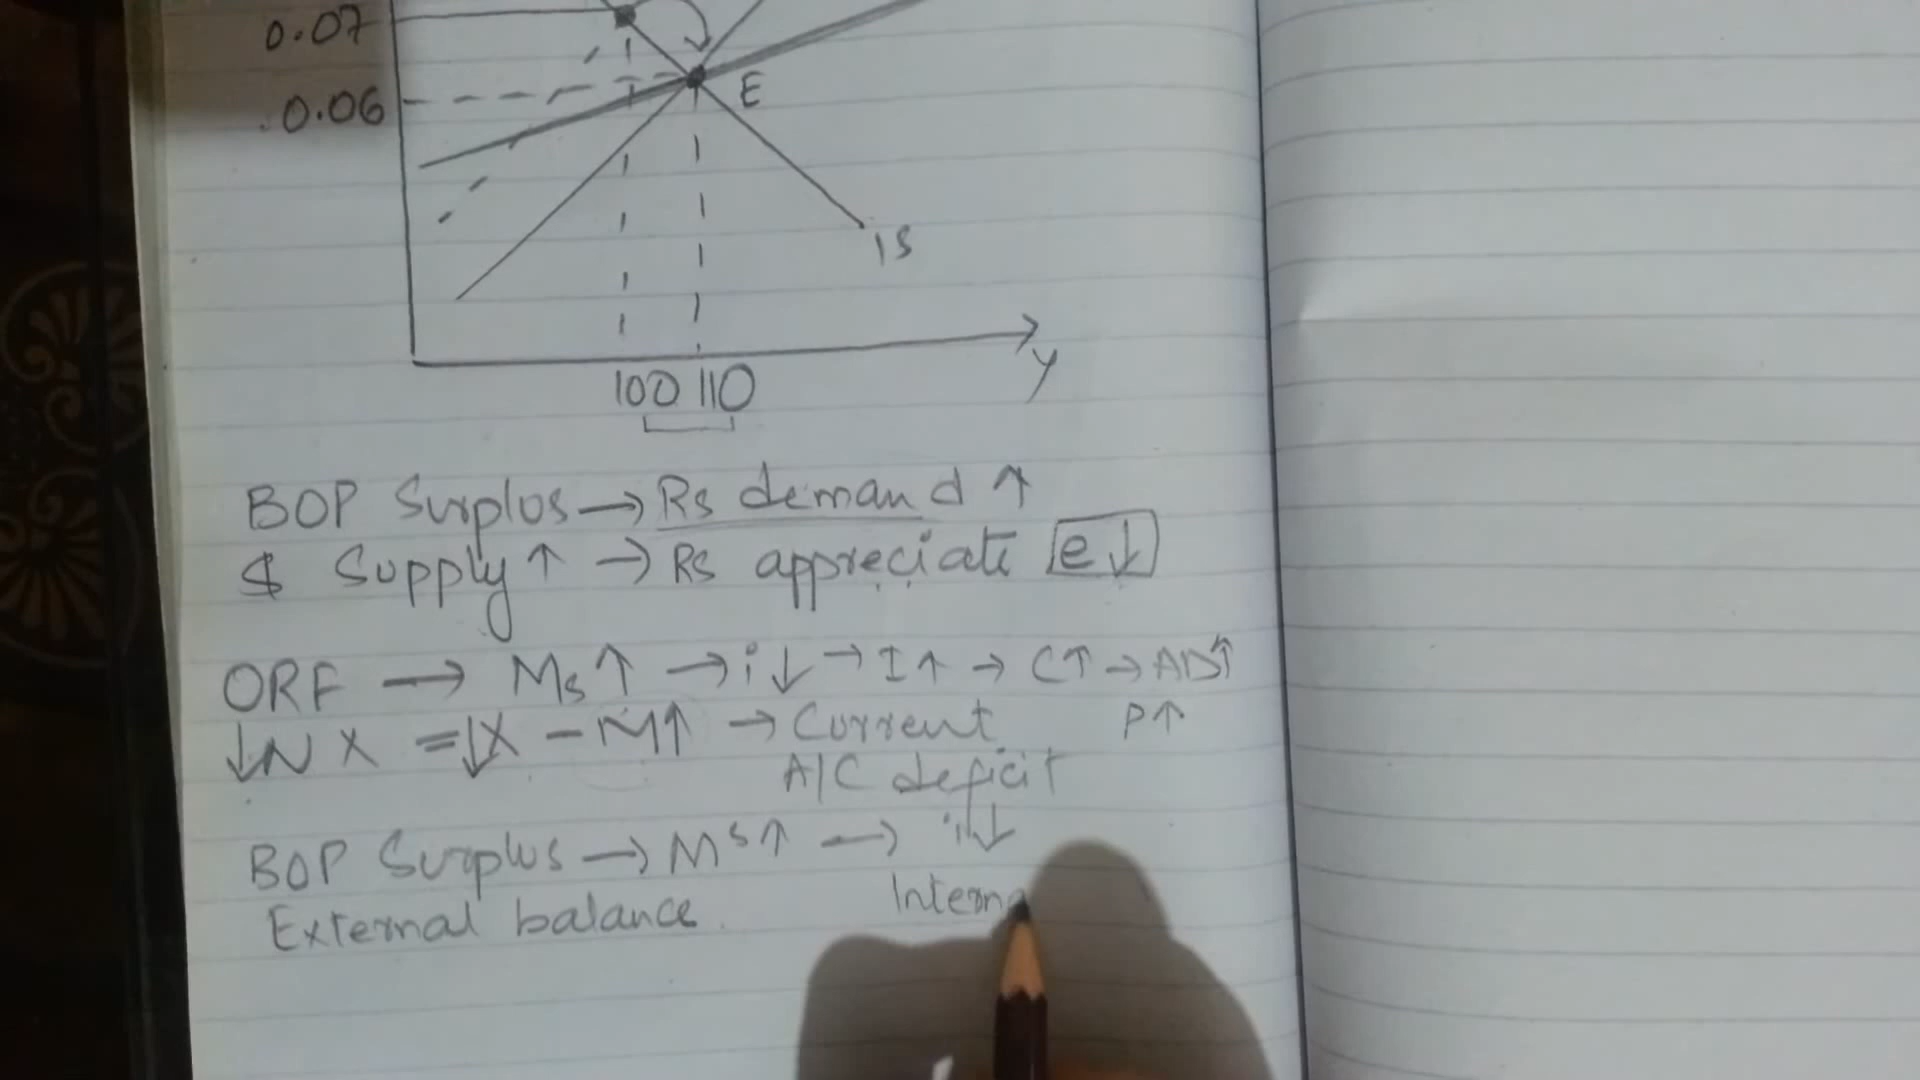 0.07
0.06
E
IS
y
100 110
BOP Surplus → Rs demand ↑
$ Supply ↑ → Rs appreciate e↓
ORF → Ms ↑ → i ↓ → I ↑ → C↑ → AD↑
↓NX = ↓X - M↑ → Current P↑
A/C deficit
BOP Surplus → Mˢ↑ → i↓
External balance Interna